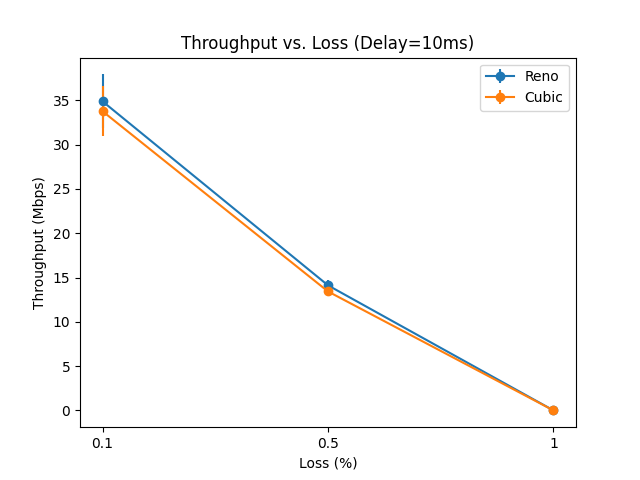 Throughput vs. Loss (Delay=10ms)
Reno
Cubic
Throughput (Mbps)
35
30
25
20
15
10
5
0
0.1
0.5
1
Loss (%)